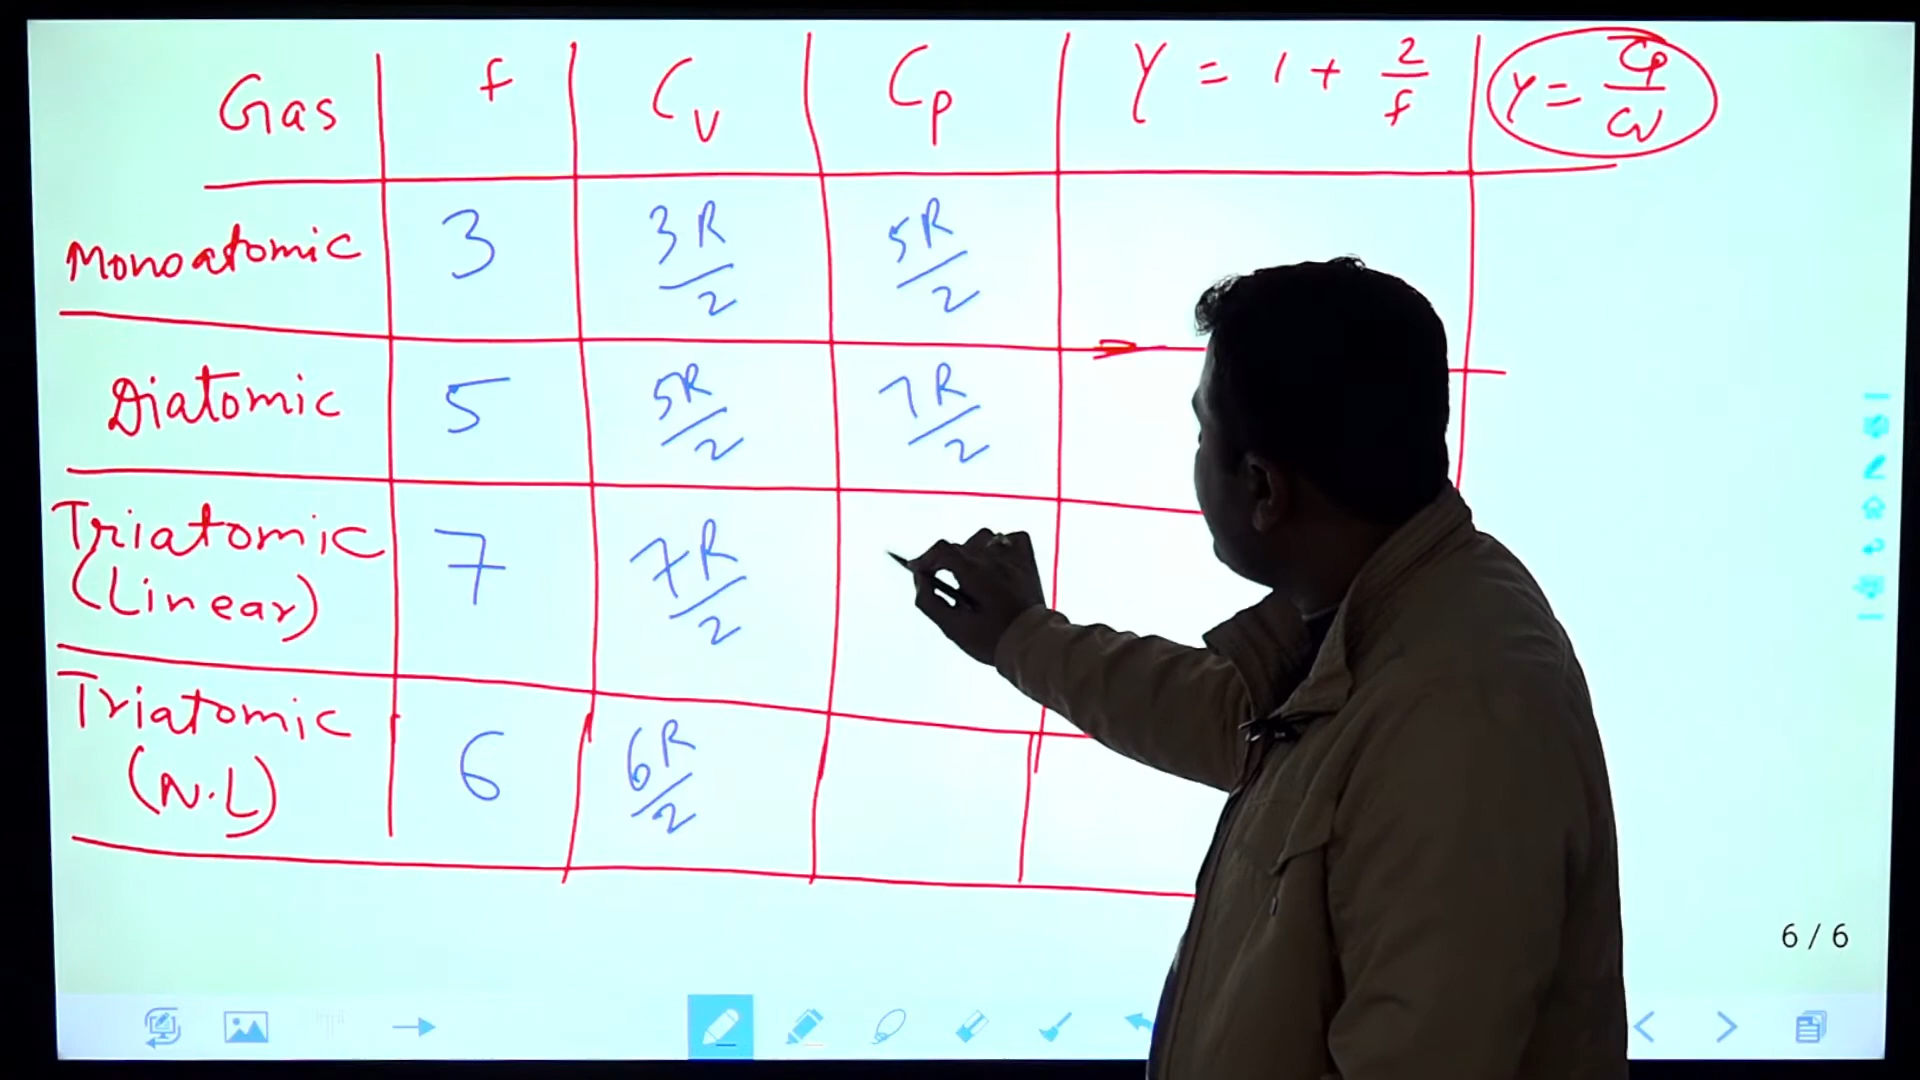 Gas f Cv Cp γ = 1 + 2/f γ = Cp/Cv
Monoatomic 3 3R/2 5R/2
Diatomic 5 5R/2 7R/2
Triatomic 7 7R/2
(Linear)
Triatomic 6 6R/2
(N.L)
6 / 6